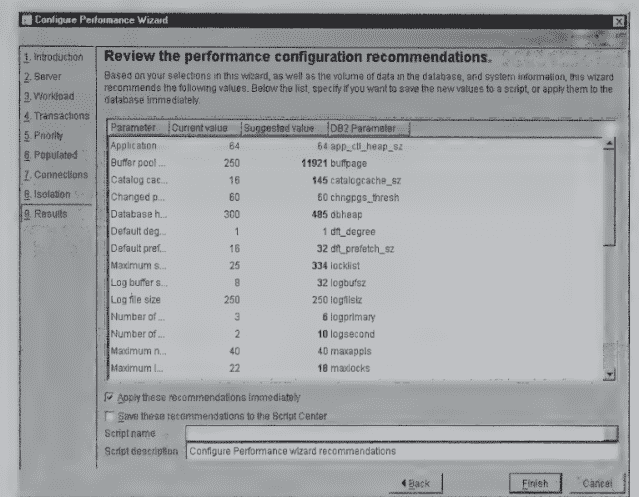 Configure Performance Wizard
1. Introduction
2. Server
3. Workload
4. Transactions
5. Priority
6. Populated
7. Connections
8. Isolation
9. Results
Review the performance configuration recommendations.
Based on your selections in this wizard, as well as the volume of data in the database, and system information, this wizard
recommends the following values. Below the list, specify if you want to save the new values to a script, or apply them to the
database immediately.
Parameter Current value Suggested value DB2 Parameter
Application 64 64 app_ctl_heap_sz
Buffer pool ... 250 11921 buffpage
Catalog cac... 16 145 catalogcache_sz
Changed p... 60 60 chngpgs_thresh
Database h... 300 485 dbheap
Default deg... 1 1 dft_degree
Default pref... 16 32 dft_prefetch_sz
Maximum s... 25 334 locklist
Log buffer s... 8 32 logbufsz
Log file size 250 250 logfilsiz
Number of ... 3 6 logprimary
Number of ... 2 10 logsecond
Maximum n... 40 40 maxappls
Maximum l... 22 18 maxlocks
Apply these recommendations immediately
Save these recommendations to the Script Center
Script name
Script description Configure Performance wizard recommendations
Back Finish Cancel